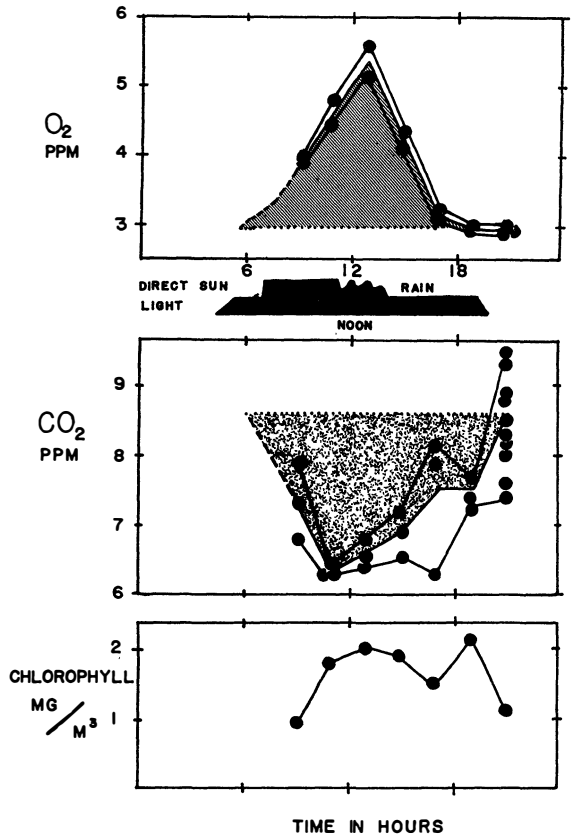 6
5
O2
PPM
4
3
6 12 18
DIRECT SUN RAIN
LIGHT
NOON
9
CO2
PPM
8
7
6
2
CHLOROPHYLL
MG/M³ 1
TIME IN HOURS